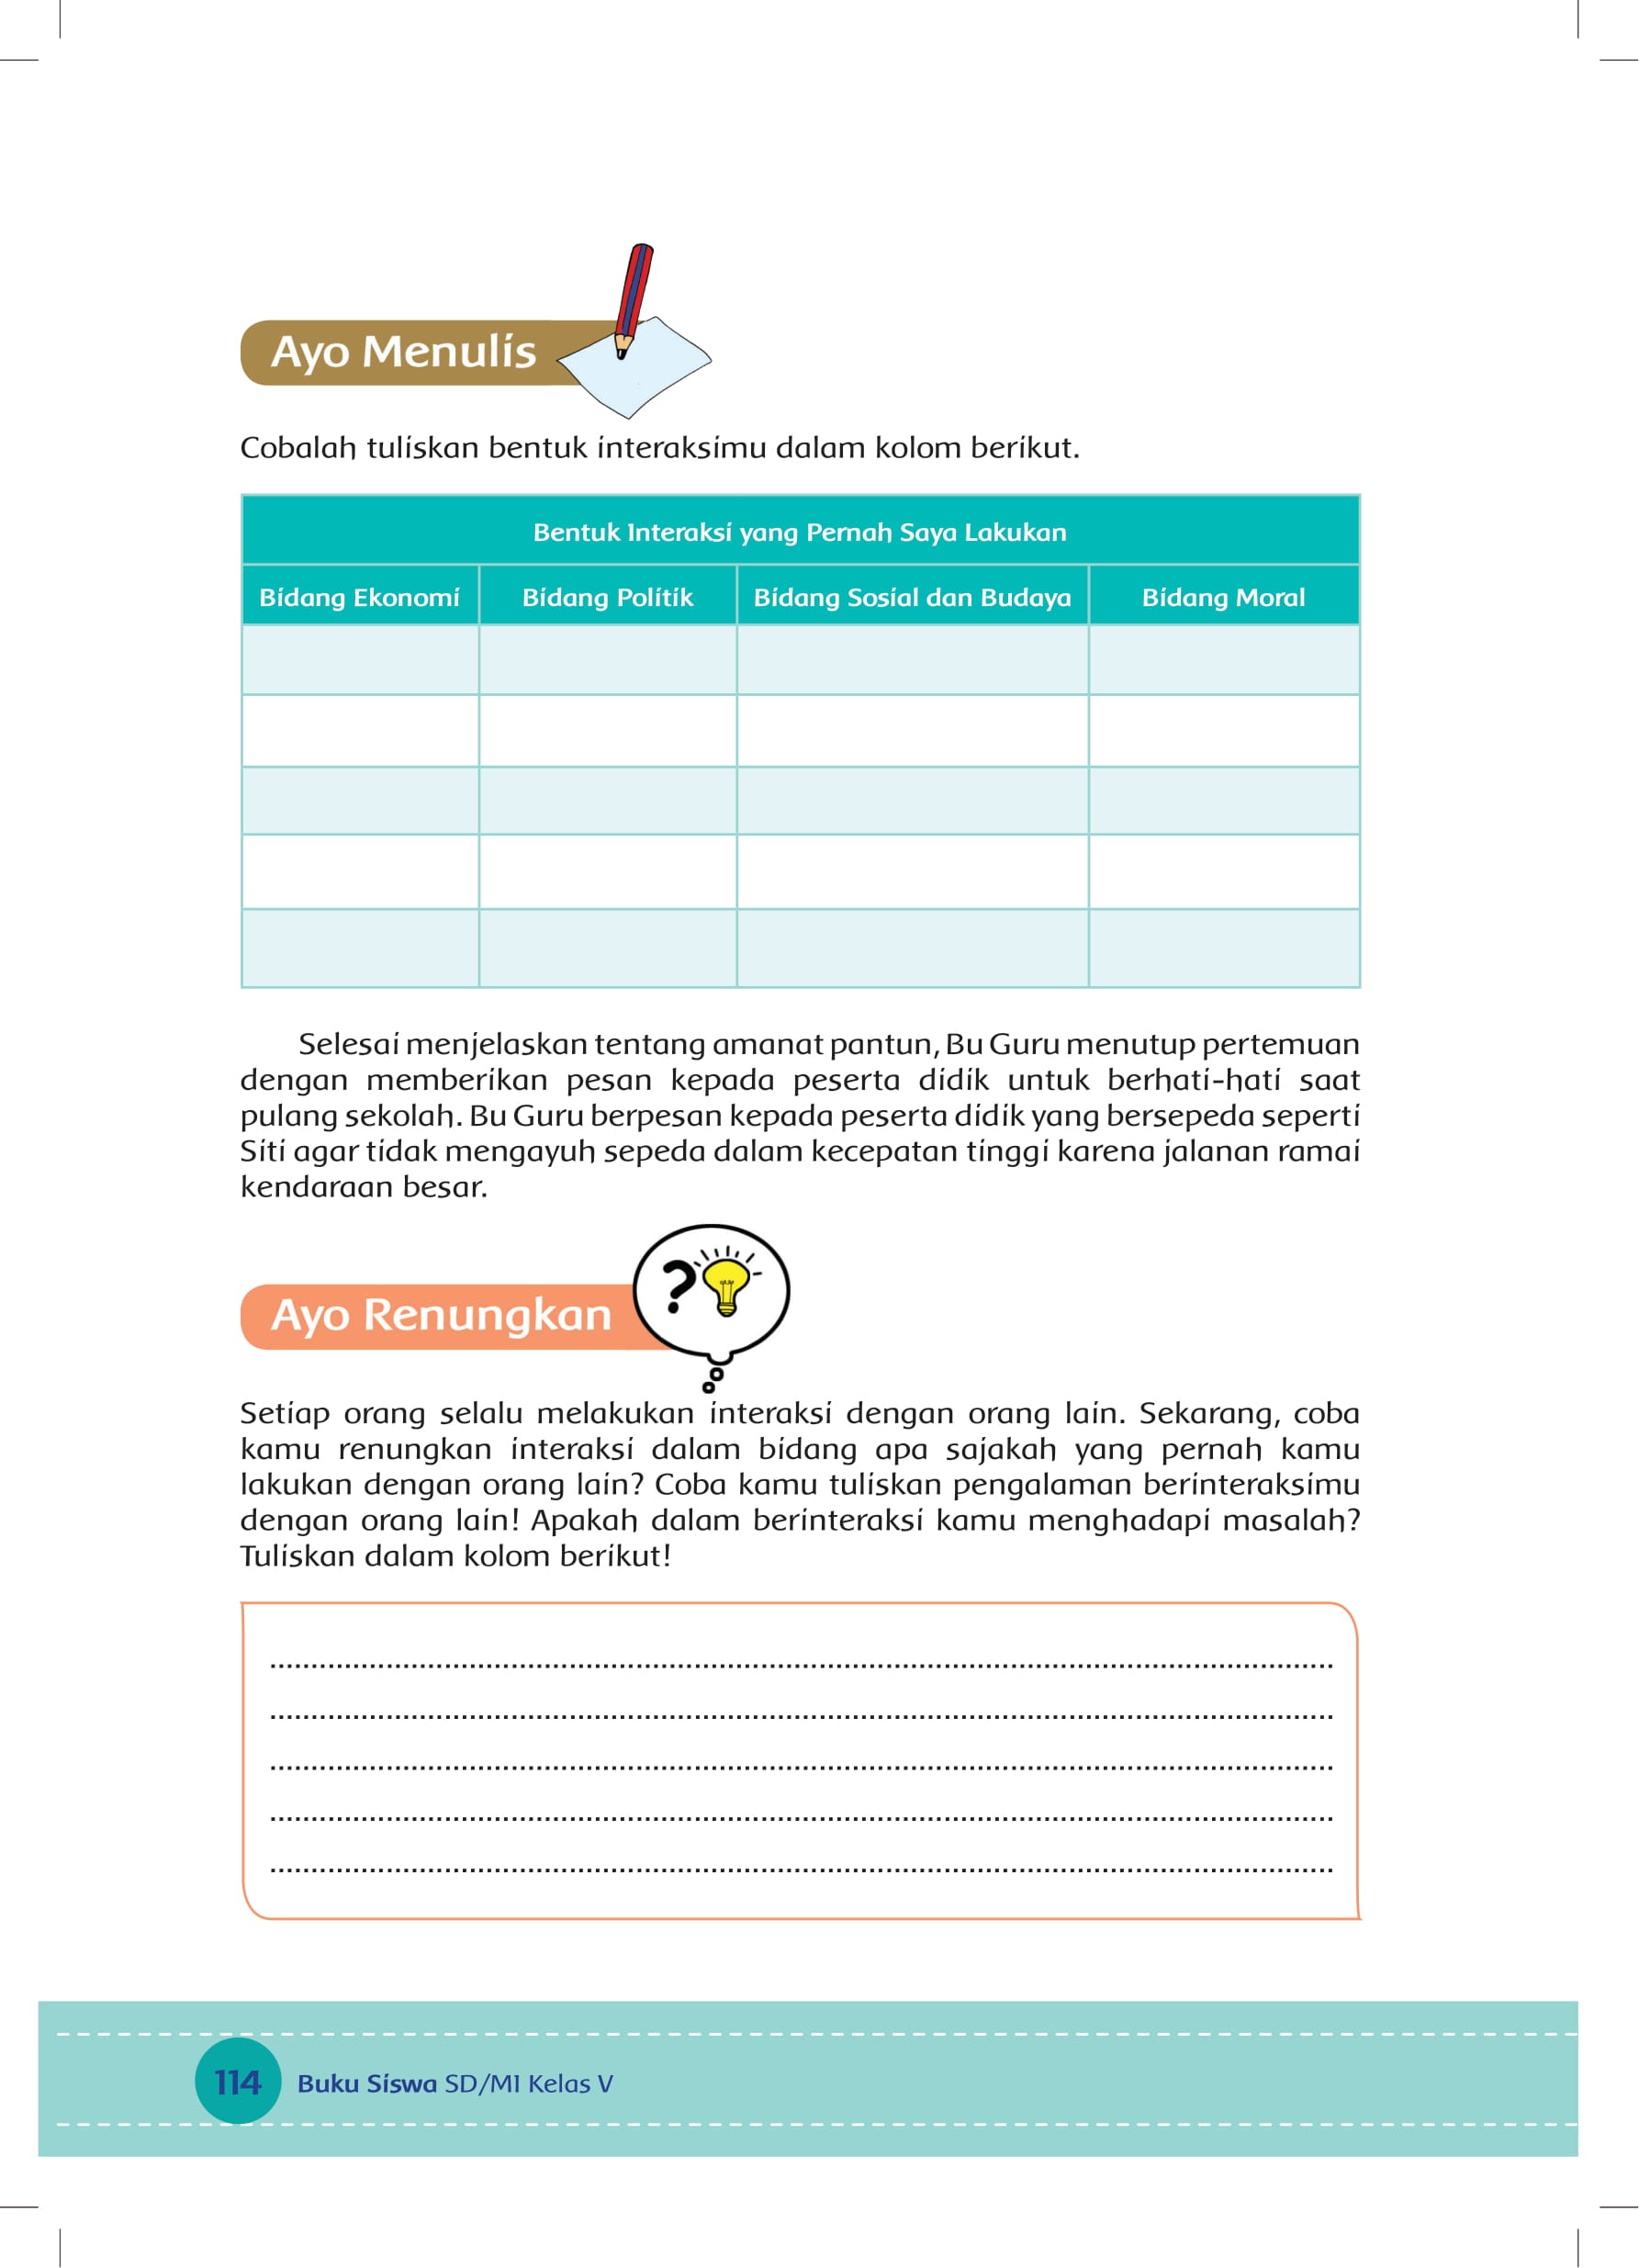 Ayo Menulis
Cobalah tuliskan bentuk interaksimu dalam kolom berikut.
Bentuk Interaksi yang Pernah Saya Lakukan
Bidang Ekonomi Bidang Politik Bidang Sosial dan Budaya Bidang Moral
Selesai menjelaskan tentang amanat pantun, Bu Guru menutup pertemuan
dengan memberikan pesan kepada peserta didik untuk berhati-hati saat
pulang sekolah. Bu Guru berpesan kepada peserta didik yang bersepeda seperti
Siti agar tidak mengayuh sepeda dalam kecepatan tinggi karena jalanan ramai
kendaraan besar.
?
Ayo Renungkan
Setiap orang selalu melakukan interaksi dengan orang lain. Sekarang, coba
kamu renungkan interaksi dalam bidang apa sajakah yang pernah kamu
lakukan dengan orang lain? Coba kamu tuliskan pengalaman berinteraksimu
dengan orang lain! Apakah dalam berinteraksi kamu menghadapi masalah?
Tuliskan dalam kolom berikut!
114 Buku Siswa SD/MI Kelas V